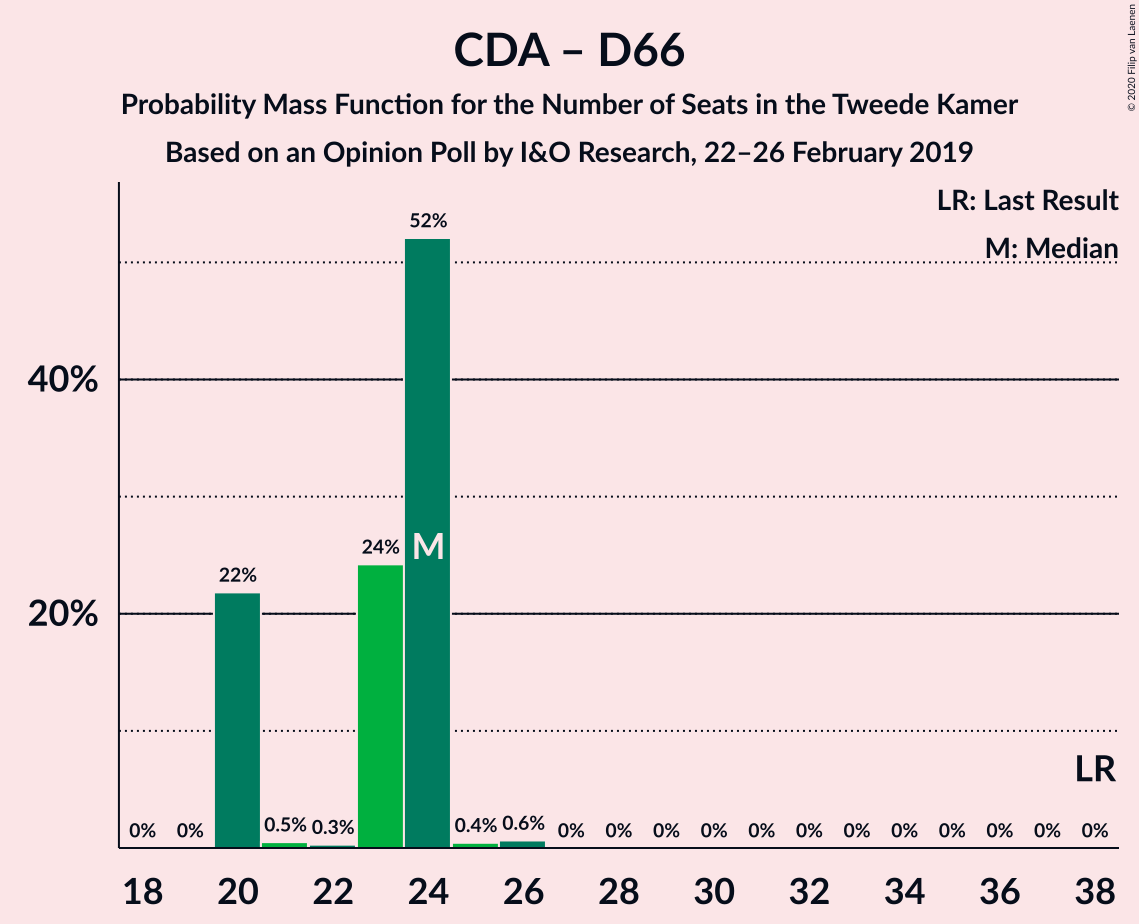 CDA – D66
Probability Mass Function for the Number of Seats in the Tweede Kamer
Based on an Opinion Poll by I&O Research, 22–26 February 2019
© 2020 Filip van Laenen
LR: Last Result
M: Median
52%
40%
24%
M
22%
20%
LR
0% 0% 0.5% 0.3% 0.4% 0.6% 0% 0% 0% 0% 0% 0% 0% 0% 0% 0% 0% 0%
18 20 22 24 26 28 30 32 34 36 38